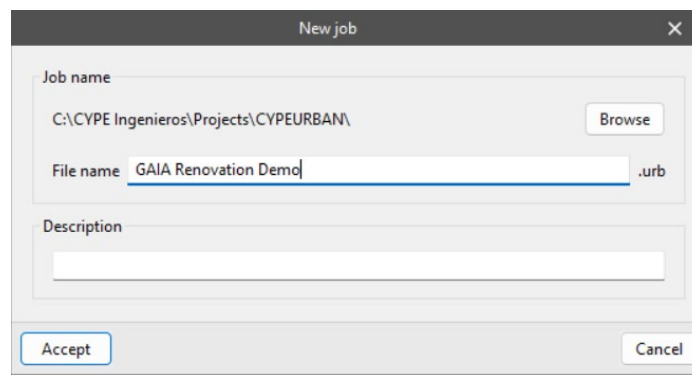 New job
Job name
C:\CYPE Ingenieros\Projects\CYPEURBAN\ Browse
File name GAIA Renovation Demo .urb
Description
Accept Cancel